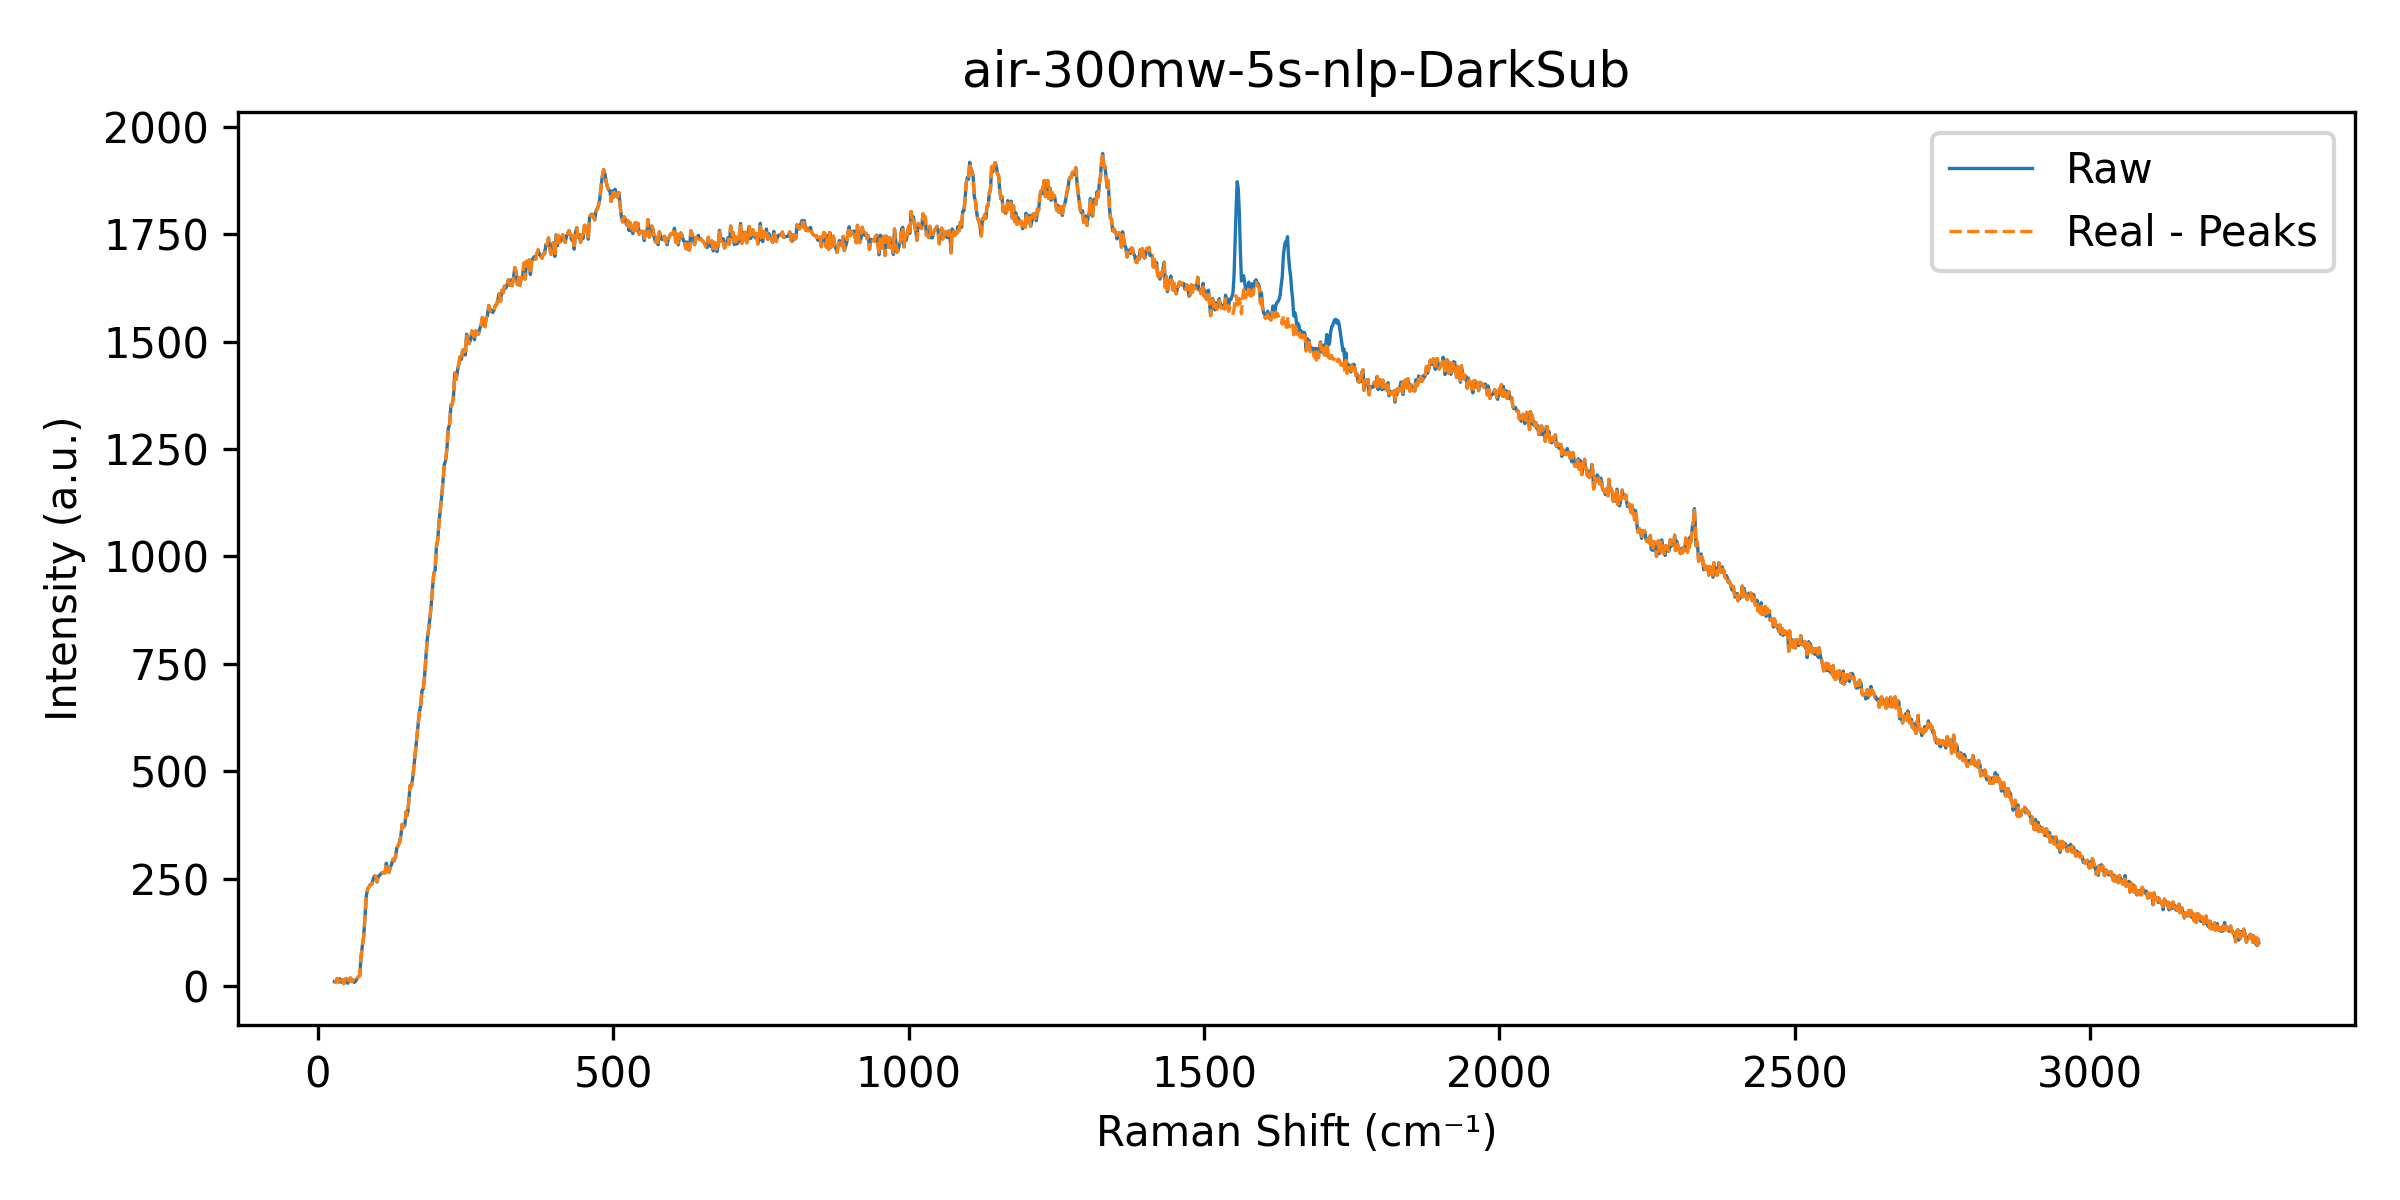 air-300mw-5s-nlp-DarkSub
Raw
Real - Peaks
Intensity (a.u.)
2000
1750
1500
1250
1000
750
500
250
0
0 500 1000 1500 2000 2500 3000
Raman Shift (cm⁻¹)